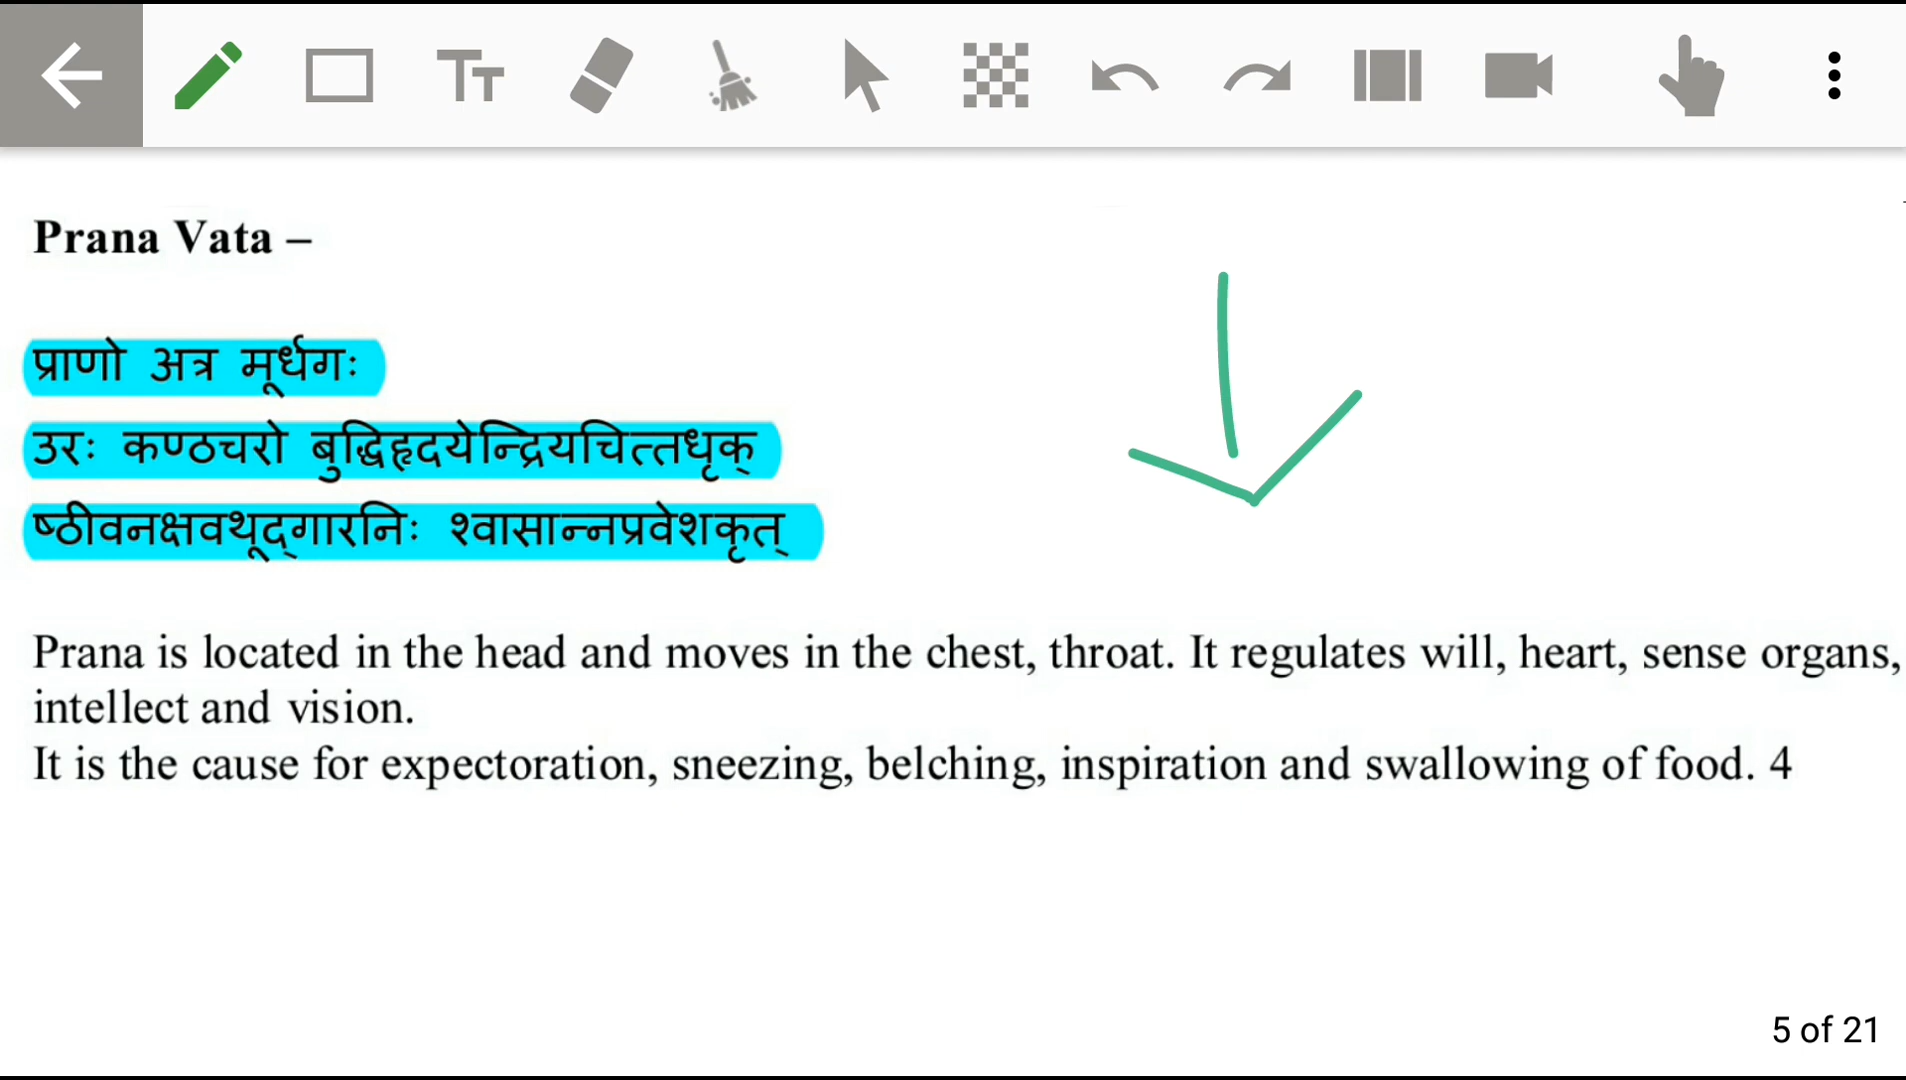 Prana Vata –
प्राणो अत्र मूर्धगः
उरः कण्ठचरो बुद्धिहृदयेन्द्रियचित्तधृक्
ष्ठीवनक्षवथूद्गारनिः श्वासान्नप्रवेशकृत्
Prana is located in the head and moves in the chest, throat. It regulates will, heart, sense organs,
intellect and vision.
It is the cause for expectoration, sneezing, belching, inspiration and swallowing of food. 4
5 of 21